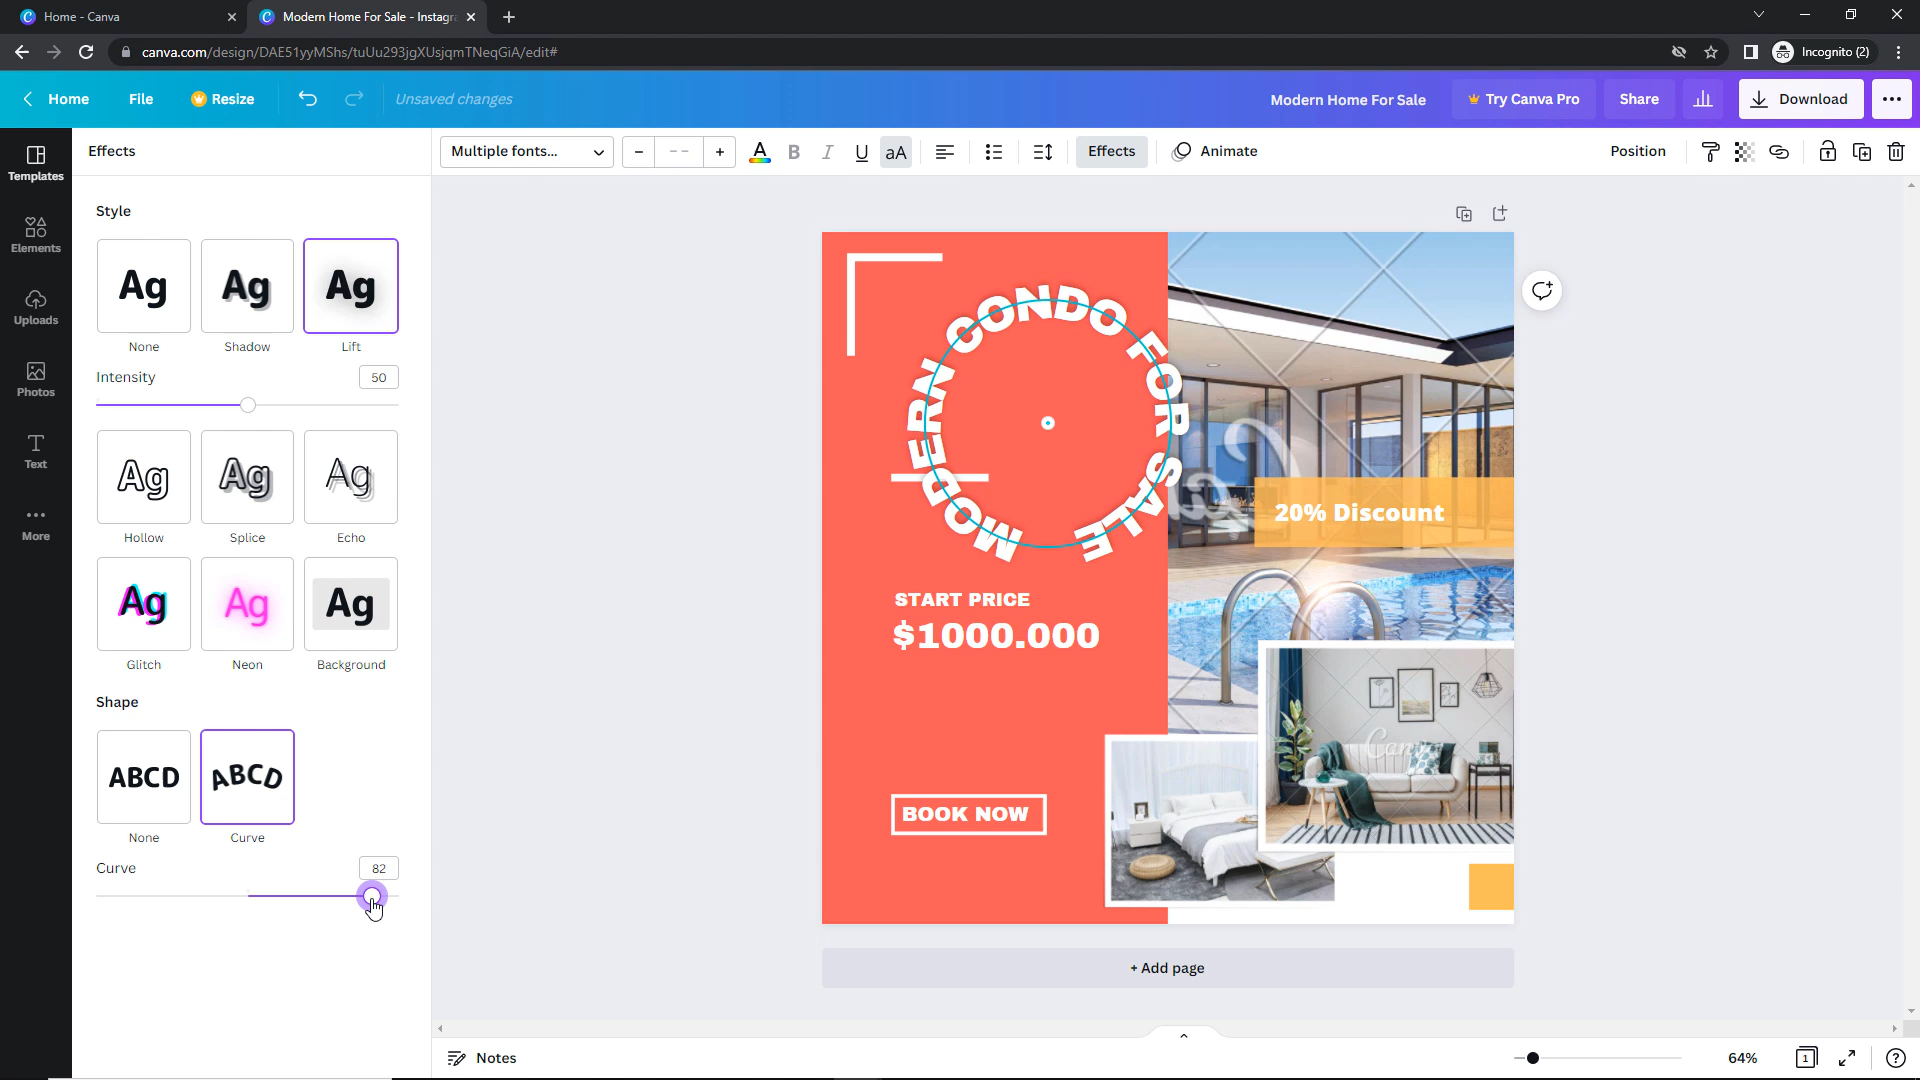 Home - Canva
Modern Home For Sale - Instagr
canva.com/design/DAE51yyMShs/tuUu293jgXUsjqmTNeqGiA/edit#
Incognito (2)
Home
File
Resize
Unsaved changes
Modern Home For Sale
Try Canva Pro
Share
Download
Templates
Elements
Uploads
Photos
Text
More
Effects
Multiple fonts...
- -
A
B
I
U
aA
Effects
Animate
Position
Style
Ag
Ag
Ag
None
Shadow
Lift
Intensity
50
Ag
Ag
Ag
Hollow
Splice
Echo
Ag
Ag
Ag
Glitch
Neon
Background
Shape
ABCD
ABCD
None
Curve
Curve
82
MODERN CONDO FOR SALE
20% Discount
START PRICE
$1000.000
Canva
BOOK NOW
+ Add page
Notes
64%
1